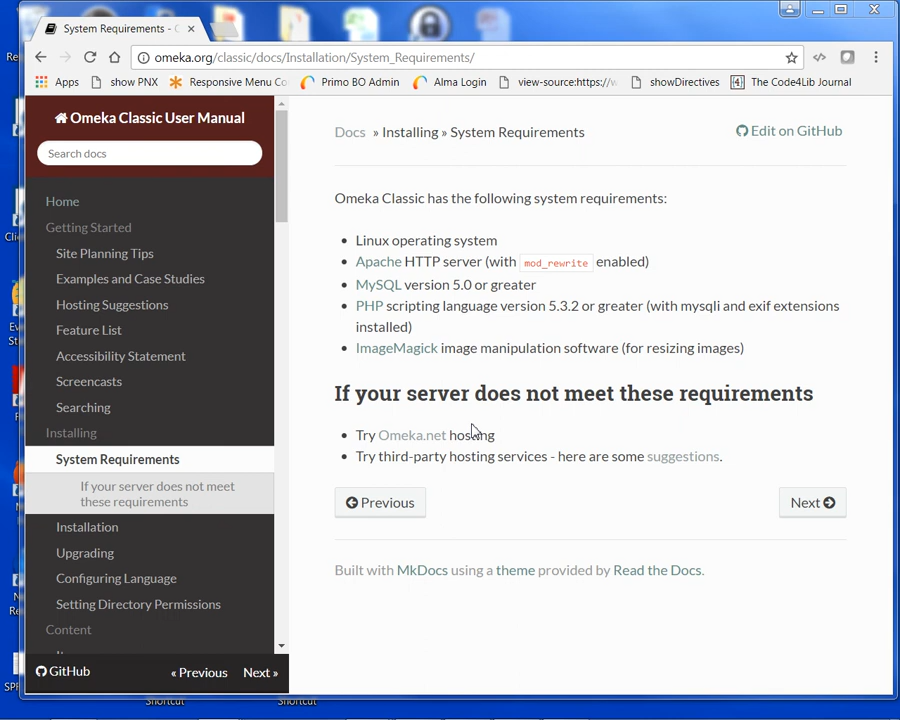 System Requirements - C
omeka.org/classic/docs/Installation/System_Requirements/
Apps show PNX Responsive Menu Co Primo BO Admin Alma Login view-source:https://w showDirectives [4] The Code4Lib Journal
Omeka Classic User Manual
Search docs
Home
Getting Started
Site Planning Tips
Examples and Case Studies
Hosting Suggestions
Feature List
Accessibility Statement
Screencasts
Searching
Installing
System Requirements
If your server does not meet
these requirements
Installation
Upgrading
Configuring Language
Setting Directory Permissions
Content
GitHub « Previous Next »
Docs » Installing » System Requirements
Edit on GitHub
Omeka Classic has the following system requirements:
Linux operating system
Apache HTTP server (with mod_rewrite enabled)
MySQL version 5.0 or greater
PHP scripting language version 5.3.2 or greater (with mysqli and exif extensions
installed)
ImageMagick image manipulation software (for resizing images)
If your server does not meet these requirements
Try Omeka.net hosting
Try third-party hosting services - here are some suggestions.
Previous
Next
Built with MkDocs using a theme provided by Read the Docs.
Shortcut
Shortcut